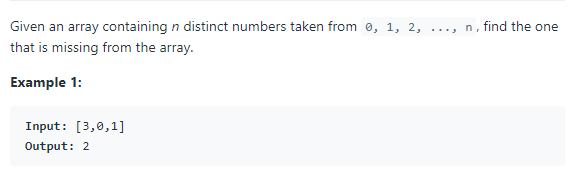 Given an array containing n distinct numbers taken from 0, 1, 2, ..., n, find the one
that is missing from the array.
Example 1:
Input: [3,0,1]
Output: 2